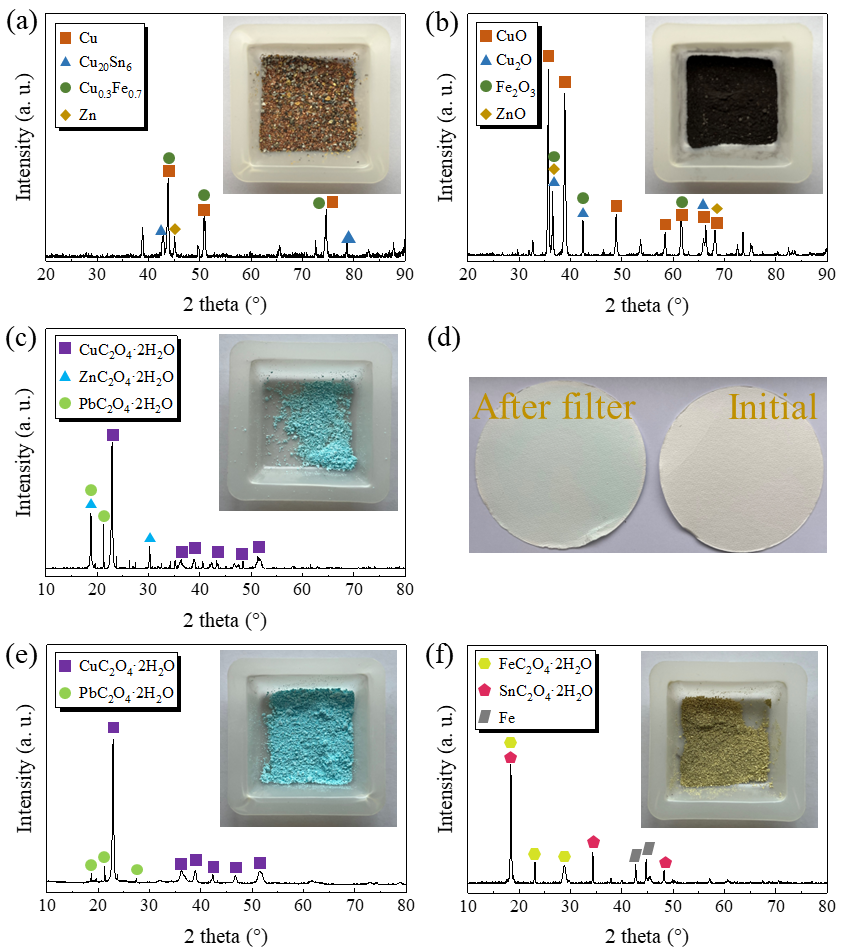 (a)
Cu
Cu₂₀Sn₆
Cu₀.₃Fe₀.₇
Zn
Intensity (a. u.)
20 30 40 50 60 70 80 90
2 theta (°)
(b)
CuO
Cu₂O
Fe₂O₃
ZnO
Intensity (a. u.)
20 30 40 50 60 70 80 90
2 theta (°)
(c)
CuC₂O₄·2H₂O
ZnC₂O₄·2H₂O
PbC₂O₄·2H₂O
Intensity (a. u.)
10 20 30 40 50 60 70 80
2 theta (°)
(d)
After filter
Initial
(e)
CuC₂O₄·2H₂O
PbC₂O₄·2H₂O
Intensity (a. u.)
10 20 30 40 50 60 70 80
2 theta (°)
(f)
FeC₂O₄·2H₂O
SnC₂O₄·2H₂O
Fe
Intensity (a. u.)
10 20 30 40 50 60 70 80
2 theta (°)